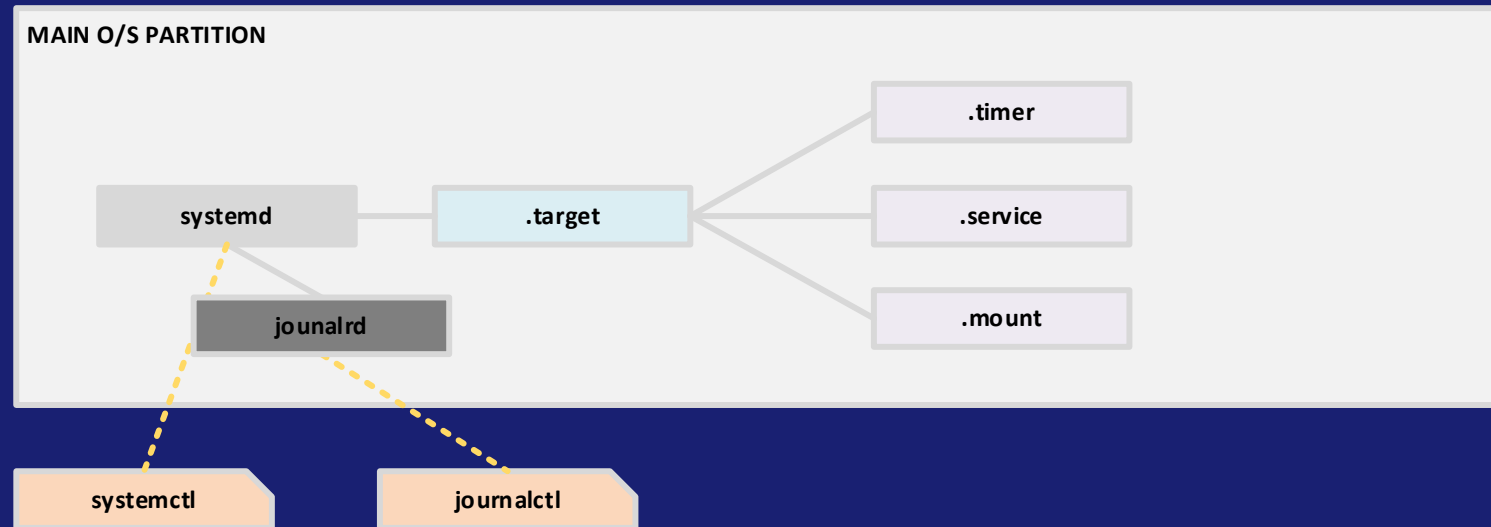 MAIN O/S PARTITION
.timer
systemd
.target
.service
jounalrd
.mount
systemctl
journalctl